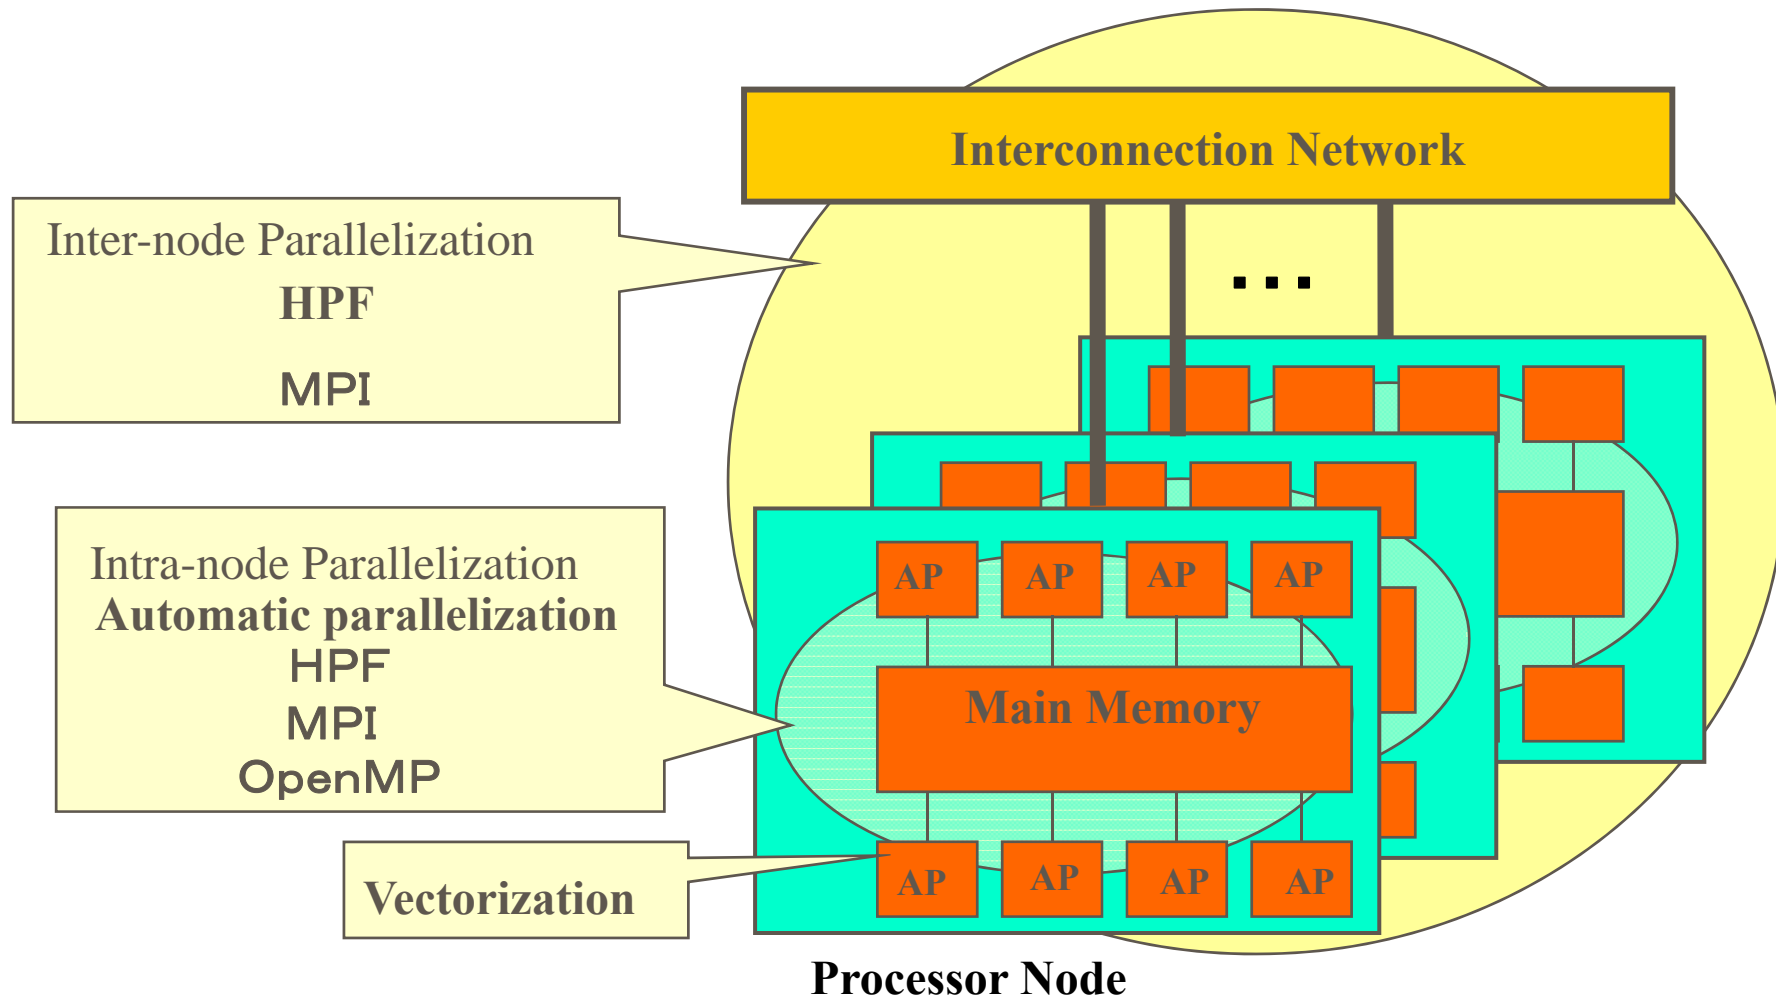 Interconnection Network
Inter-node Parallelization
HPF
MPI
...
Intra-node Parallelization
Automatic parallelization
HPF
MPI
OpenMP
AP AP AP AP
Main Memory
Vectorization
AP AP AP AP
Processor Node